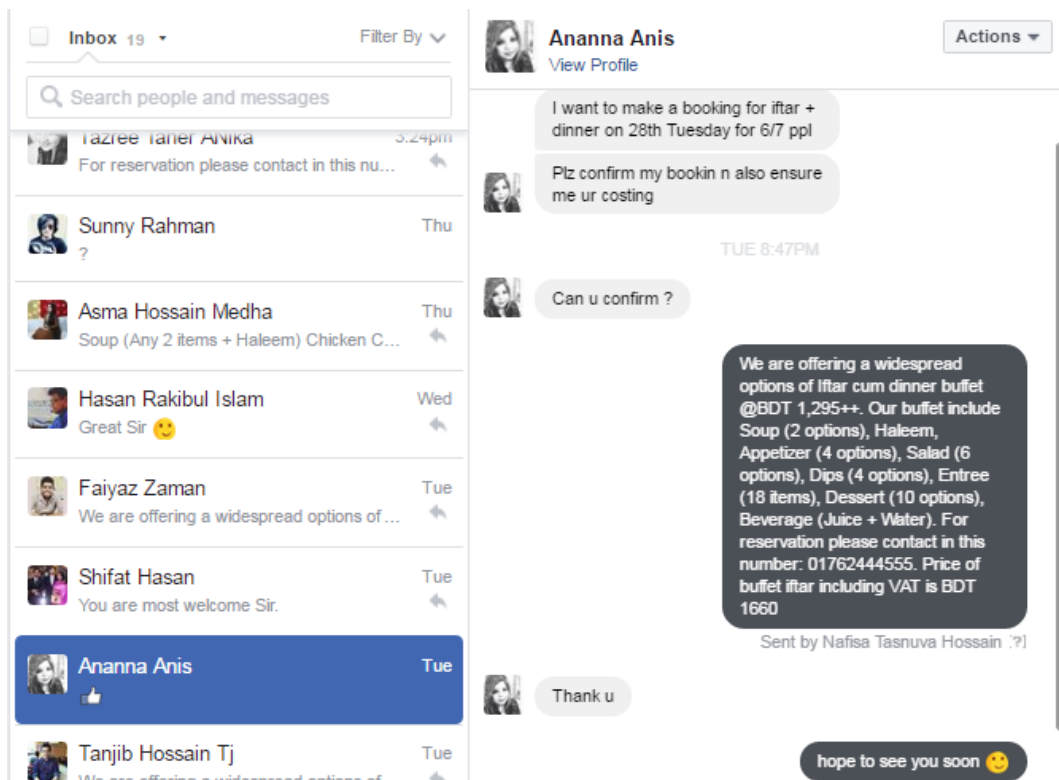 Inbox 19
Filter By
Search people and messages
Tazree Taher ANika 3:24pm
For reservation please contact in this nu...
Sunny Rahman Thu
?
Asma Hossain Medha Thu
Soup (Any 2 items + Haleem) Chicken C...
Hasan Rakibul Islam Wed
Great Sir 🙂
Faiyaz Zaman Tue
We are offering a widespread options of ...
Shifat Hasan Tue
You are most welcome Sir.
Ananna Anis Tue
Tanjib Hossain Tj Tue
We are offering a widespread options of
Ananna Anis
View Profile
Actions
I want to make a booking for iftar +
dinner on 28th Tuesday for 6/7 ppl
Plz confirm my bookin n also ensure
me ur costing
TUE 8:47PM
Can u confirm ?
We are offering a widespread
options of Iftar cum dinner buffet
@BDT 1,295++. Our buffet include
Soup (2 options), Haleem,
Appetizer (4 options), Salad (6
options), Dips (4 options), Entree
(18 items), Dessert (10 options),
Beverage (Juice + Water). For
reservation please contact in this
number: 01762444555. Price of
buffet iftar including VAT is BDT
1660
Sent by Nafisa Tasnuva Hossain [?]
Thank u
hope to see you soon 🙂